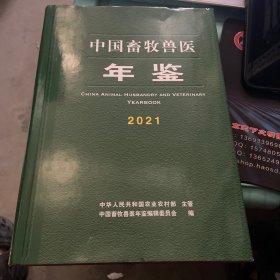 中国畜牧兽医
年鉴
CHINA ANIMAL HUSBANDRY AND VETERINARY
YEARBOOK
2021
中华人民共和国农业农村部 主管
中国畜牧兽医年鉴编辑委员会 编